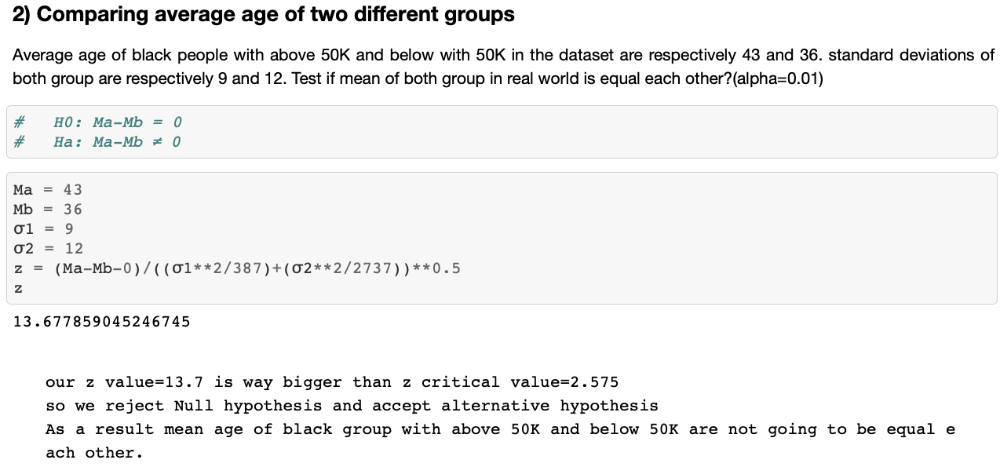 2) Comparing average age of two different groups
Average age of black people with above 50K and below with 50K in the dataset are respectively 43 and 36. standard deviations of
both group are respectively 9 and 12. Test if mean of both group in real world is equal each other?(alpha=0.01)
#   H0: Ma-Mb = 0
#   Ha: Ma-Mb ≠ 0
Ma = 43
Mb = 36
σ1 = 9
σ2 = 12
z = (Ma-Mb-0)/((σ1**2/387)+(σ2**2/2737))**0.5
z
13.677859045246745
our z value=13.7 is way bigger than z critical value=2.575
so we reject Null hypothesis and accept alternative hypothesis
As a result mean age of black group with above 50K and below 50K are not going to be equal e
ach other.